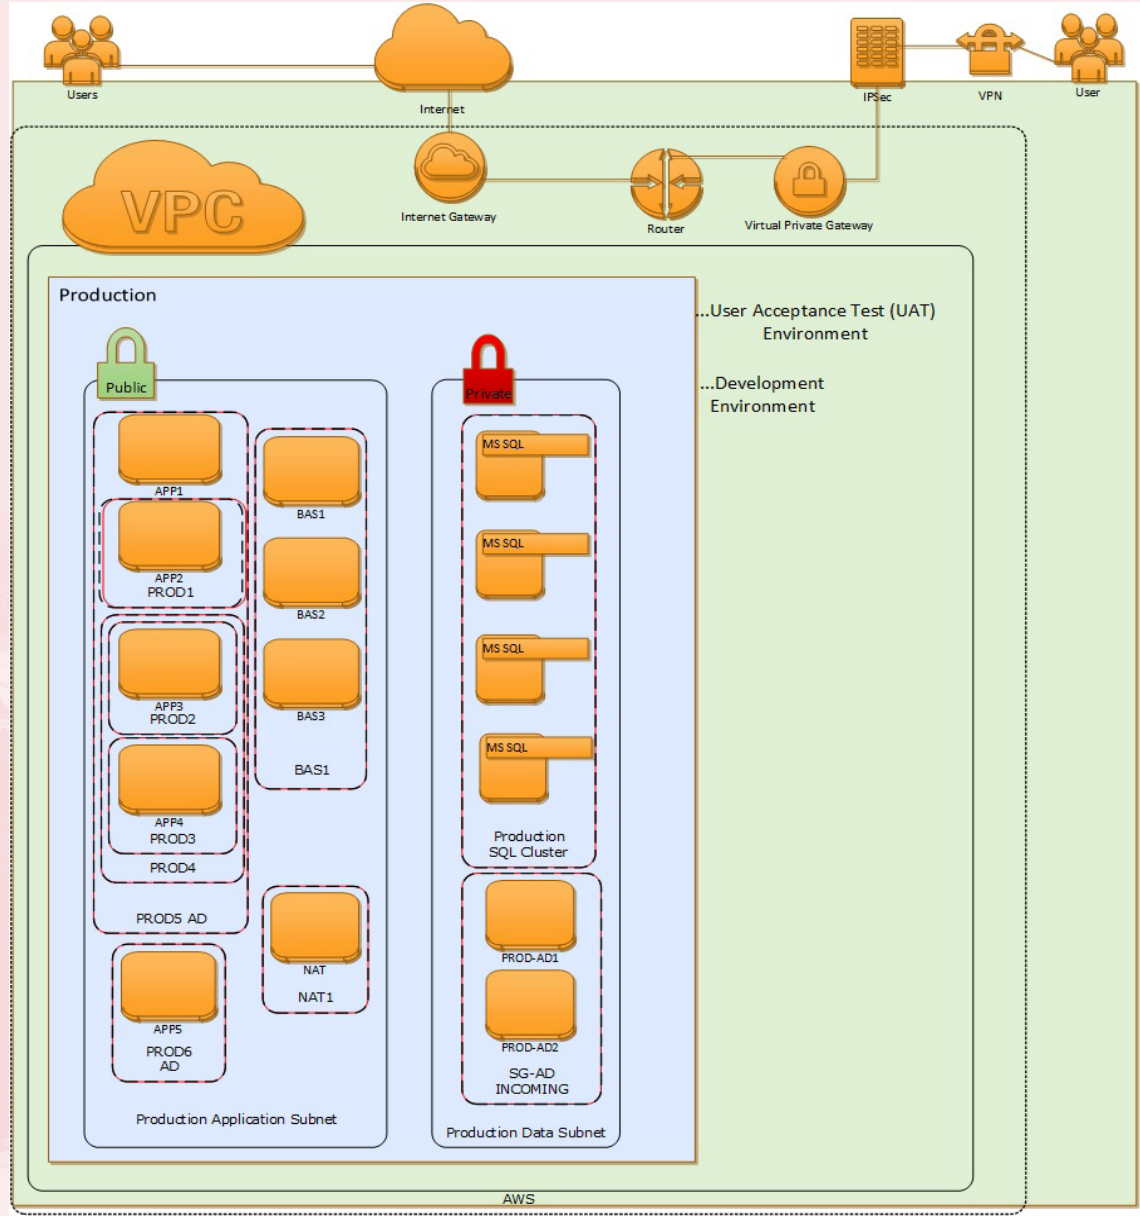 Users
Internet
IPSec
VPN
User
VPC
Internet Gateway
Router
Virtual Private Gateway
Production
...User Acceptance Test (UAT)
Environment
...Development
Environment
Public
APP1
APP2
PROD1
APP3
PROD2
APP4
PROD3
PROD4
PROD5 AD
APP5
PROD6
AD
BAS1
BAS2
BAS3
BAS1
NAT
NAT1
Production Application Subnet
Private
MS SQL
MS SQL
MS SQL
MS SQL
Production
SQL Cluster
PROD-AD1
PROD-AD2
SG-AD
INCOMING
Production Data Subnet
AWS